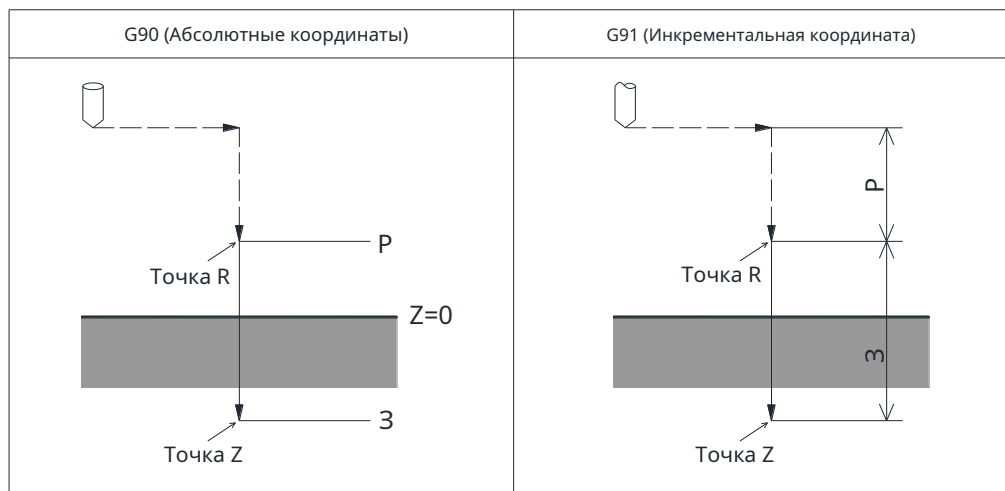 G90 (Абсолютные координаты)
G91 (Инкрементальная координата)
Р
Точка R
Z=0
З
Точка Z
Р
Точка R
З
Точка Z